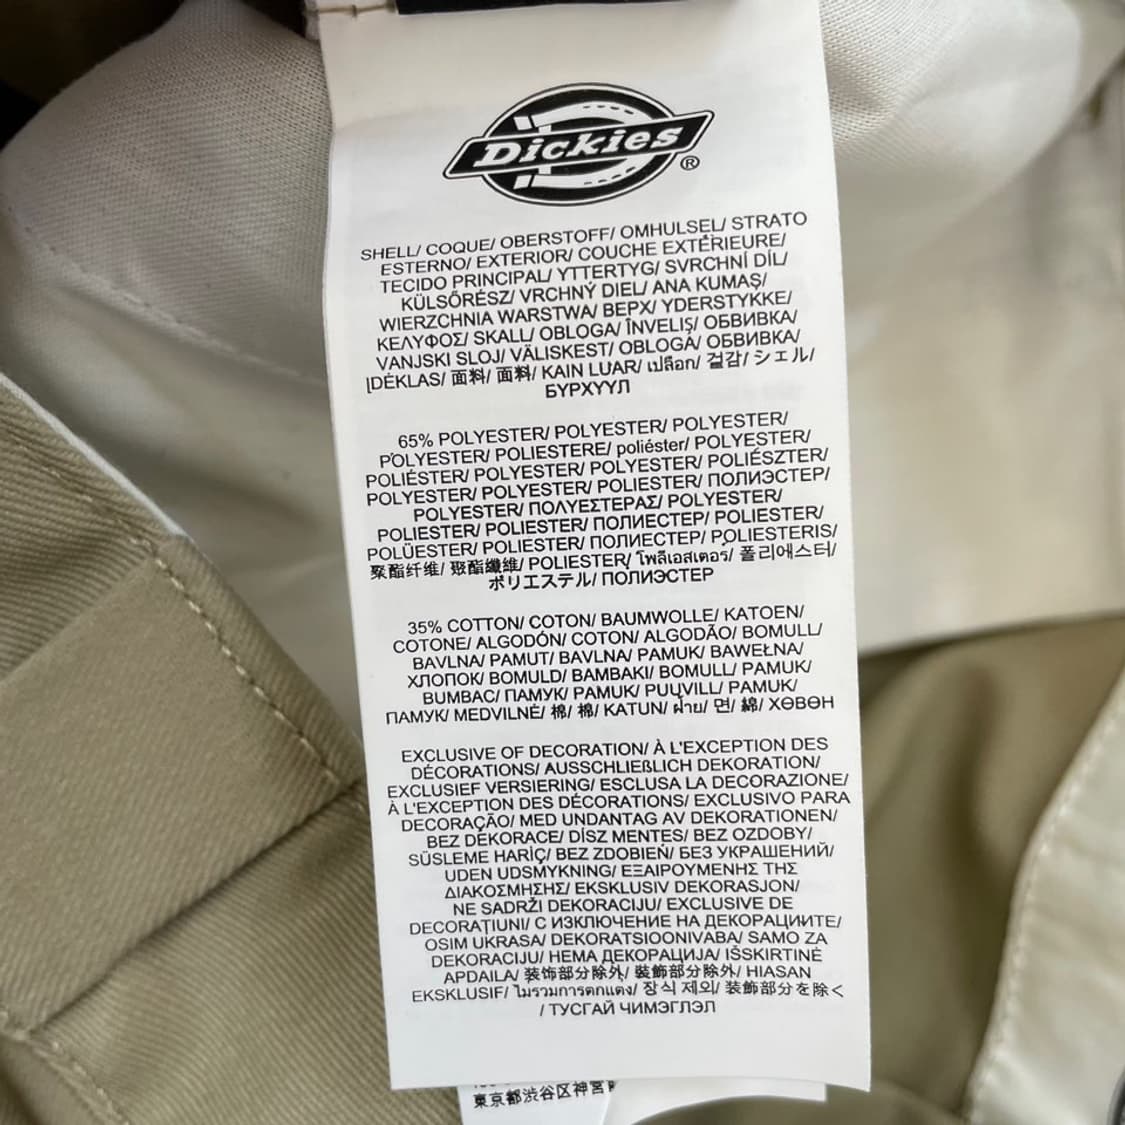 Dickies®
SHELL/ COQUE/ OBERSTOFF/ OMHULSEL/ STRATO
ESTERNO/ EXTERIOR/ COUCHE EXTÉRIEURE/
TECIDO PRINCIPAL/ YTTERTYG/ SVRCHNÍ DÍL/
KÜLSŐRÉSZ/ VRCHNÝ DIEL/ ANA KUMAŞ/
WIERZCHNIA WARSTWA/ ВЕРХ/ YDERSTYKKE/
ΚΕΛΥΦΟΣ/ SKALL/ OBLOGA/ ÎNVELIŞ/ ОБВИВКА/
VANJSKI SLOJ/ VÄLISKEST/ OBLOGA/ ОБВИВКА/
ĮDĖKLAS/ 面料/ 面料/ KAIN LUAR/ เปลือก/ 겉감/ シェル/
БҮРХҮҮЛ
65% POLYESTER/ POLYESTER/ POLYESTER/
POLYESTER/ POLIESTERE/ poliéster/ POLYESTER/
POLIÉSTER/ POLYESTER/ POLYESTER/ POLIÉSZTER/
POLYESTER/ POLYESTER/ POLIESTER/ ПОЛИЭСТЕР/
POLYESTER/ ΠΟΛΥΕΣΤΕΡΑΣ/ POLYESTER/
POLIESTER/ POLIESTER/ ПОЛИЕСТЕР/ POLIESTER/
POLÜESTER/ POLIESTER/ ПОЛИЕСТЕР/ POLIESTERIS/
聚酯纤维/ 聚酯纖維/ POLIESTER/ โพลีเอสเตอร์/ 폴리에스터/
ポリエステル/ ПОЛИЭСТЕР
35% COTTON/ COTON/ BAUMWOLLE/ KATOEN/
COTONE/ ALGODÓN/ COTON/ ALGODÃO/ BOMULL/
BAVLNA/ PAMUT/ BAVLNA/ PAMUK/ BAWEŁNA/
ХЛОПОК/ BOMULD/ ΒΑΜΒΑΚΙ/ BOMULL/ PAMUK/
BUMBAC/ ПАМУК/ PAMUK/ PUUVILL/ PAMUK/
ПАМУК/ MEDVILNĖ/ 棉/ 棉/ KATUN/ ฝ้าย/ 면/ 綿/ ХӨВӨН
EXCLUSIVE OF DECORATION/ À L'EXCEPTION DES
DÉCORATIONS/ AUSSCHLIEßLICH DEKORATION/
EXCLUSIEF VERSIERING/ ESCLUSA LA DECORAZIONE/
À L'EXCEPTION DES DÉCORATIONS/ EXCLUSIVO PARA
DECORAÇÃO/ MED UNDANTAG AV DEKORATIONEN/
BEZ DEKORACE/ DÍSZ MENTES/ BEZ OZDOBY/
SÜSLEME HARİÇ/ BEZ ZDOBIEŃ/ БЕЗ УКРАШЕНИЙ/
UDEN UDSMYKNING/ ΕΞΑΙΡΟΥΜΕΝΗΣ ΤΗΣ
ΔΙΑΚΟΣΜΗΣΗΣ/ EKSKLUSIV DEKORASJON/
NE SADRŽI DEKORACIJU/ EXCLUSIVE DE
DECORAŢIUNI/ С ИЗКЛЮЧЕНИЕ НА ДЕКОРАЦИИТЕ/
OSIM UKRASA/ DEKORATSIOONIVABA/ SAMO ZA
DEKORACIJU/ НЕМА ДЕКОРАЦИЈА/ IŠSKIRTINĖ
APDAILA/ 装饰部分除外/ 裝飾部分除外/ HIASAN
EKSKLUSIF/ ไม่รวมการตกแต่ง/ 장식 제외/ 装飾部分を除く
/ ТУСГАЙ ЧИМЭГЛЭЛ
東京都渋谷区神宮